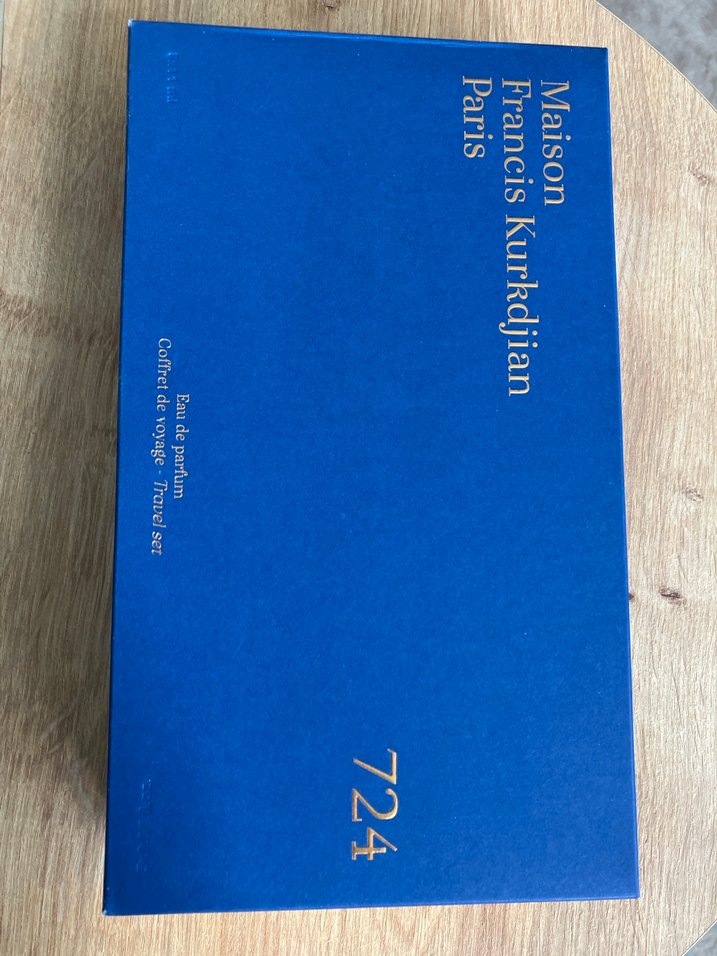 Maison
Francis Kurkdjian
Paris
724
Eau de parfum
Coffret de voyage - Travel set